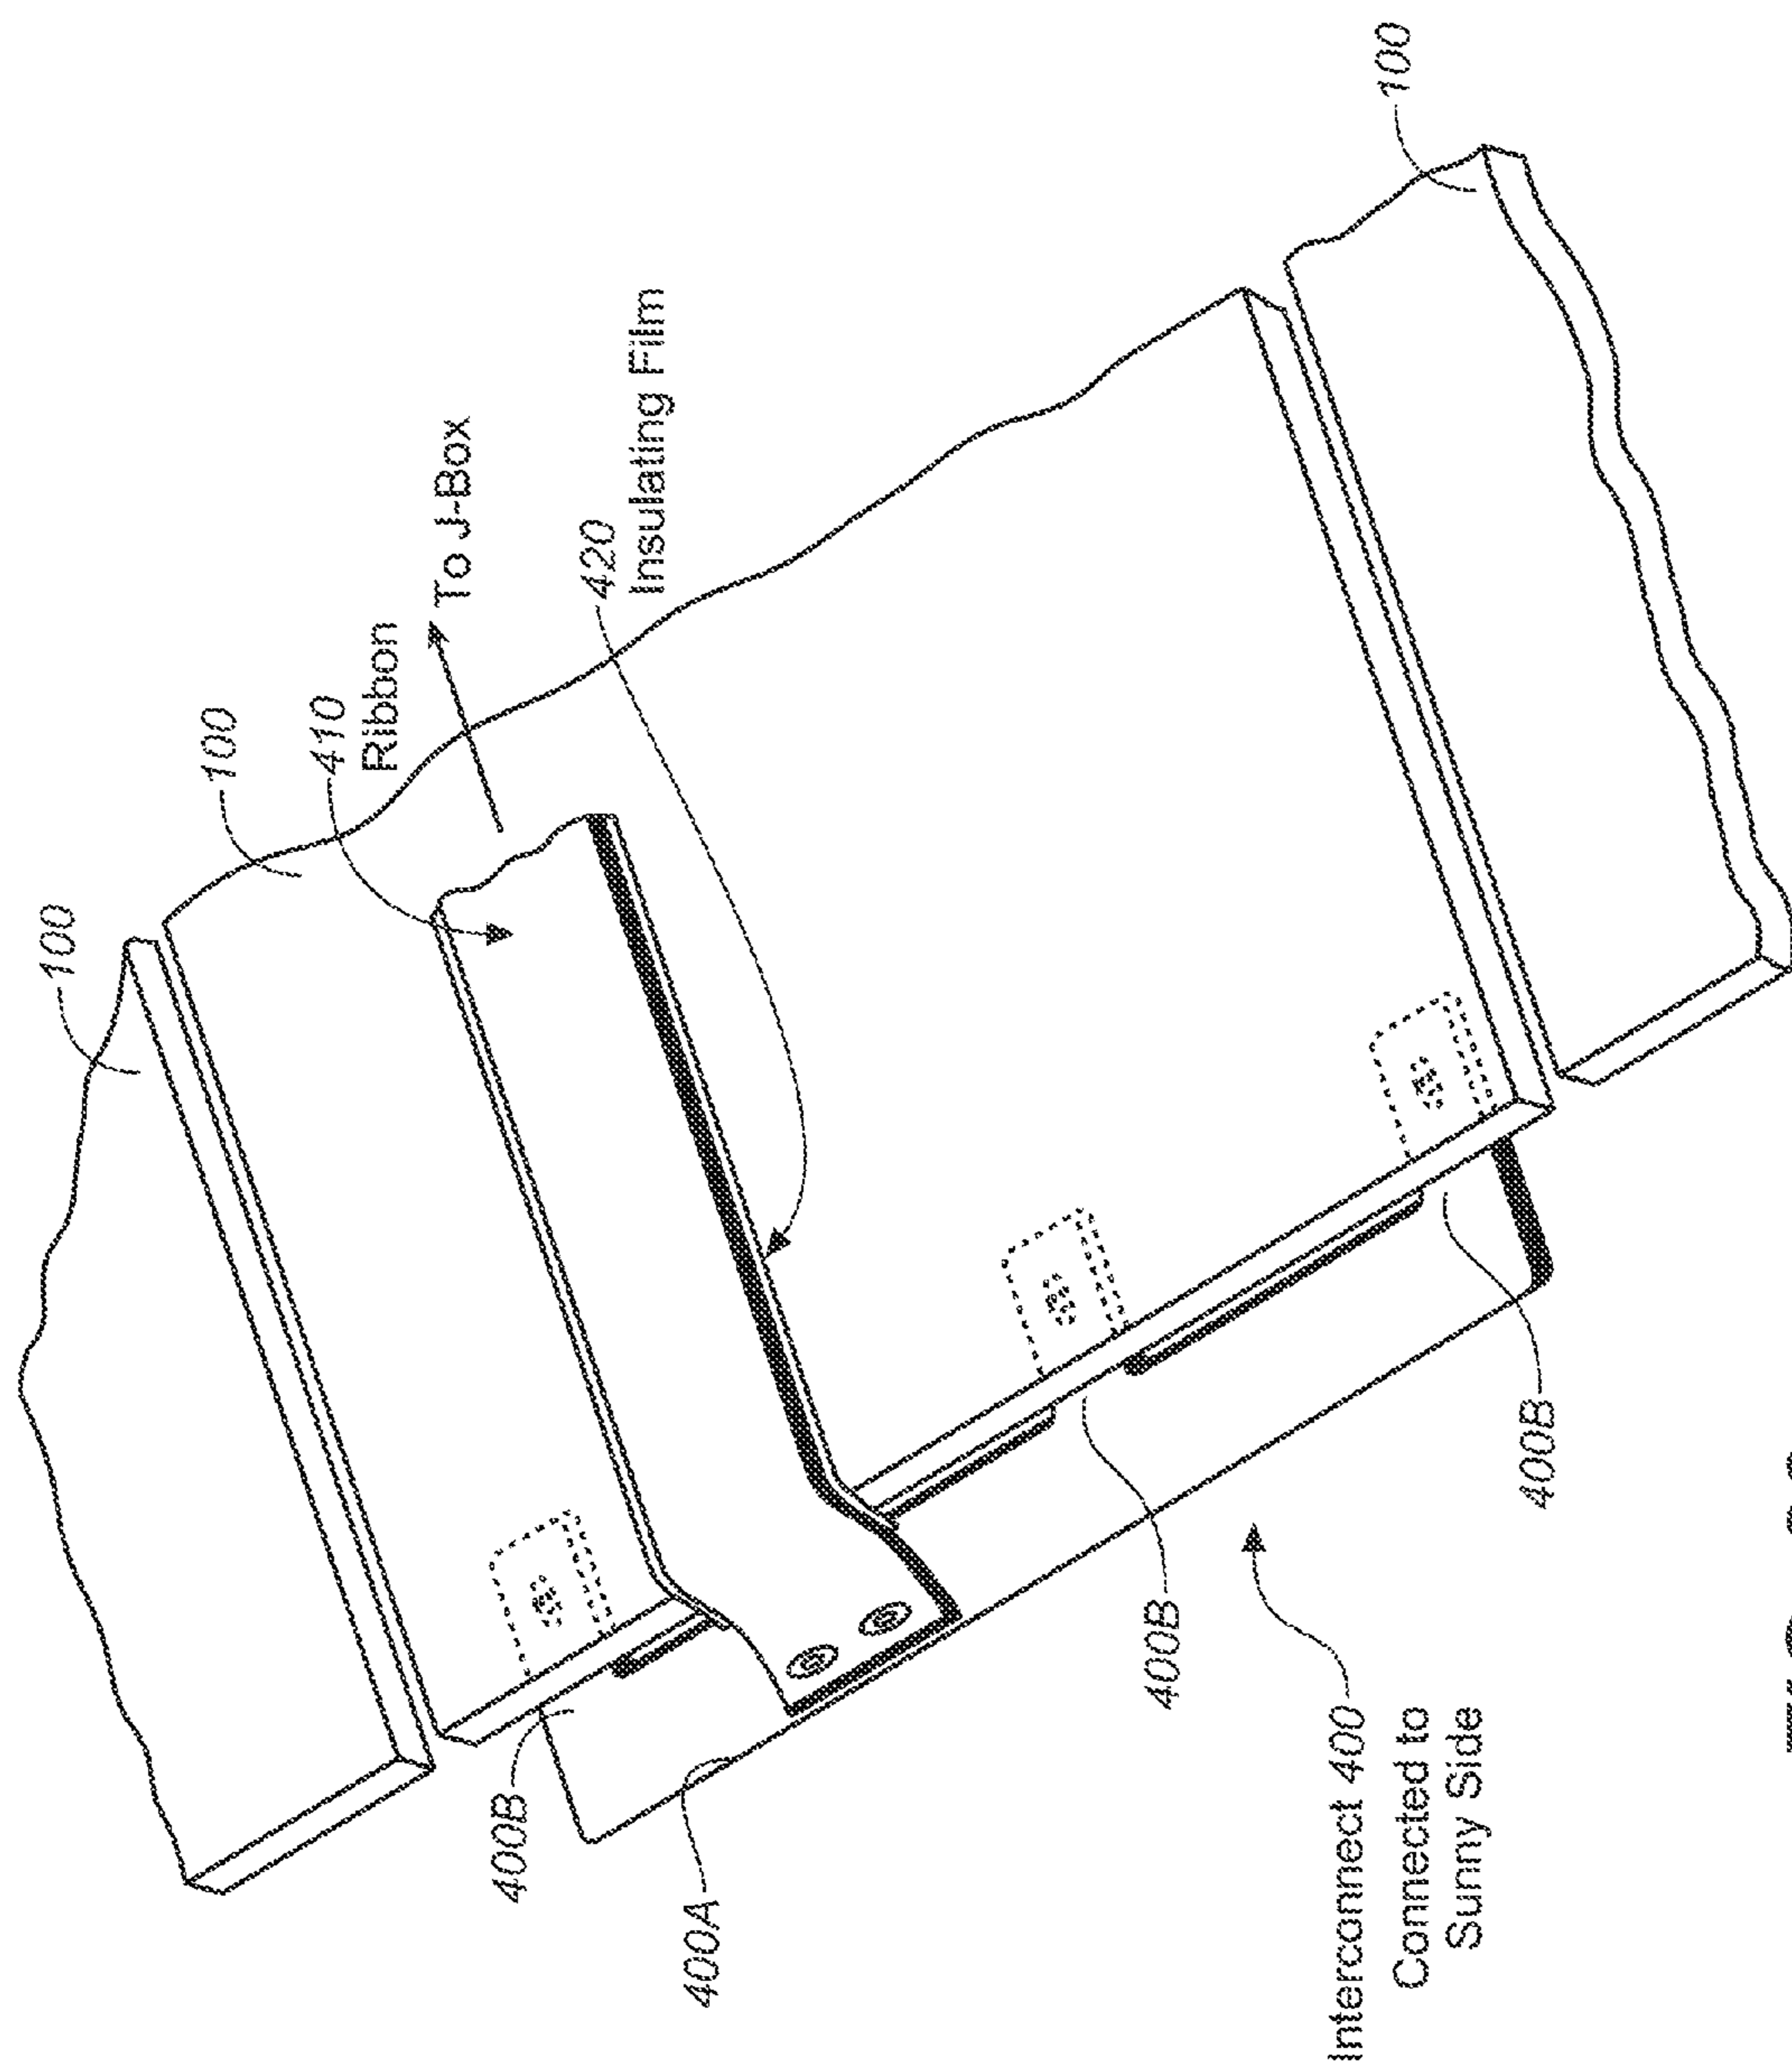 100
100
410
Ribbon
To J-Box
400B
420
Insulating Film
400A
400B
Interconnect 400
Connected to
Sunny Side
100
400B